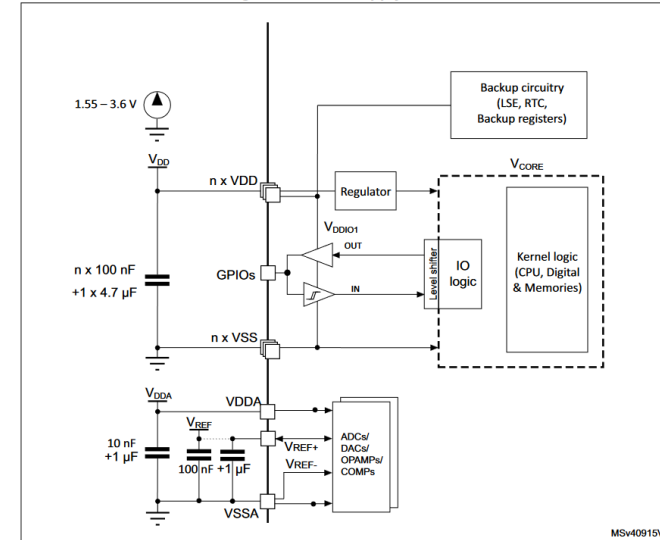 Backup circuitry
(LSE, RTC,
Backup registers)
1.55 – 3.6 V
VDD
n x VDD
Regulator
VCORE
VDDIO1
OUT
n x 100 nF
+1 x 4.7 µF
GPIOs
IN
Level shifter
IO
logic
Kernel logic
(CPU, Digital
& Memories)
n x VSS
VDDA
VDDA
VREF
10 nF
+1 µF
100 nF +1 µF
VREF+
VREF-
ADCs/
DACs/
OPAMPs/
COMPs
VSSA